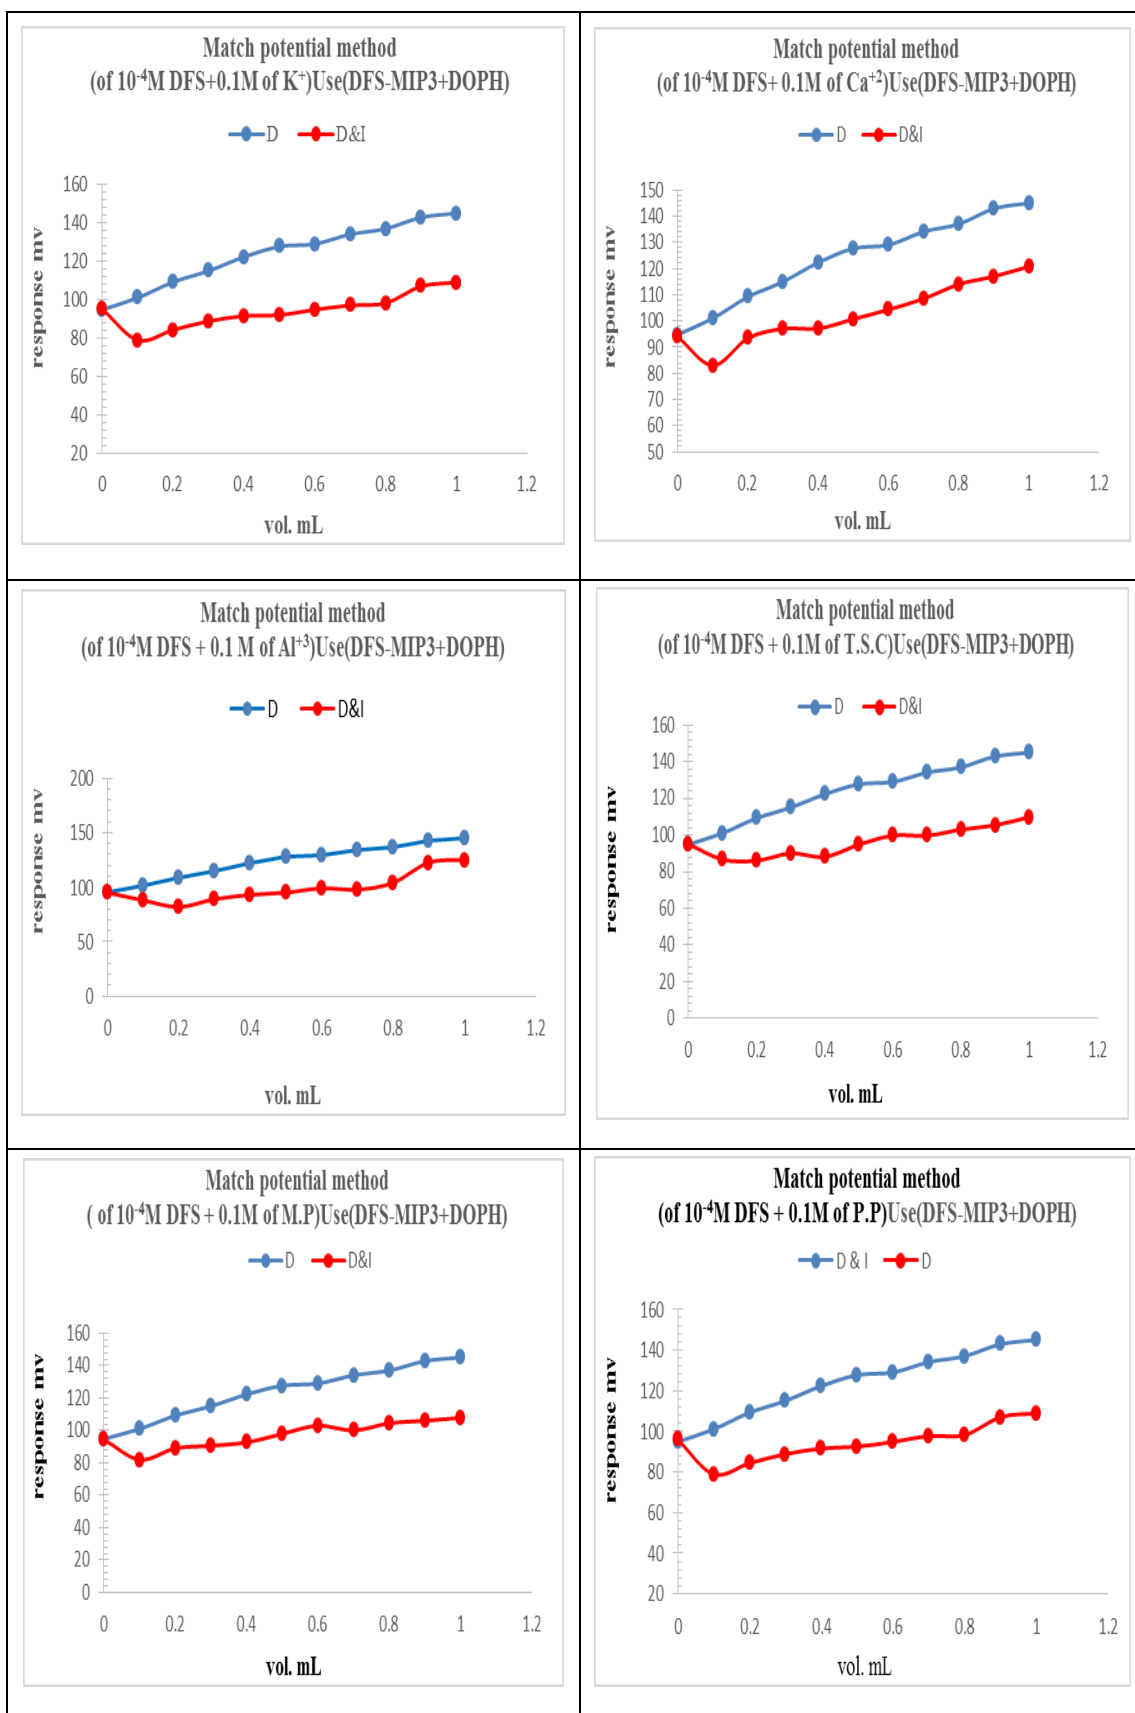 Match potential method
(of 10⁻⁴M DFS+0.1M of K⁺)Use(DFS-MIP3+DOPH)
D D&I
160
140
120
100
80
60
40
20
0 0.2 0.4 0.6 0.8 1 1.2
response mv
vol. mL
Match potential method
(of 10⁻⁴M DFS+ 0.1M of Ca⁺²)Use(DFS-MIP3+DOPH)
D D&I
150
140
130
120
110
100
90
80
70
60
50
0 0.2 0.4 0.6 0.8 1 1.2
response mv
vol. mL
Match potential method
(of 10⁻⁴M DFS + 0.1 M of Al⁺³)Use(DFS-MIP3+DOPH)
D D&I
200
150
100
50
0
0 0.2 0.4 0.6 0.8 1 1.2
response mv
vol. mL
Match potential method
(of 10⁻⁴M DFS + 0.1M of T.S.C)Use(DFS-MIP3+DOPH)
D D&I
160
140
120
100
80
60
40
20
0
0 0.2 0.4 0.6 0.8 1 1.2
response mv
vol. mL
Match potential method
( of 10⁻⁴M DFS + 0.1M of M.P)Use(DFS-MIP3+DOPH)
D D&I
160
140
120
100
80
60
40
20
0
0 0.2 0.4 0.6 0.8 1 1.2
response mv
vol. mL
Match potential method
(of 10⁻⁴M DFS + 0.1M of P.P)Use(DFS-MIP3+DOPH)
D & I D
160
140
120
100
80
60
40
20
0 0.2 0.4 0.6 0.8 1 1.2
response mv
vol. mL